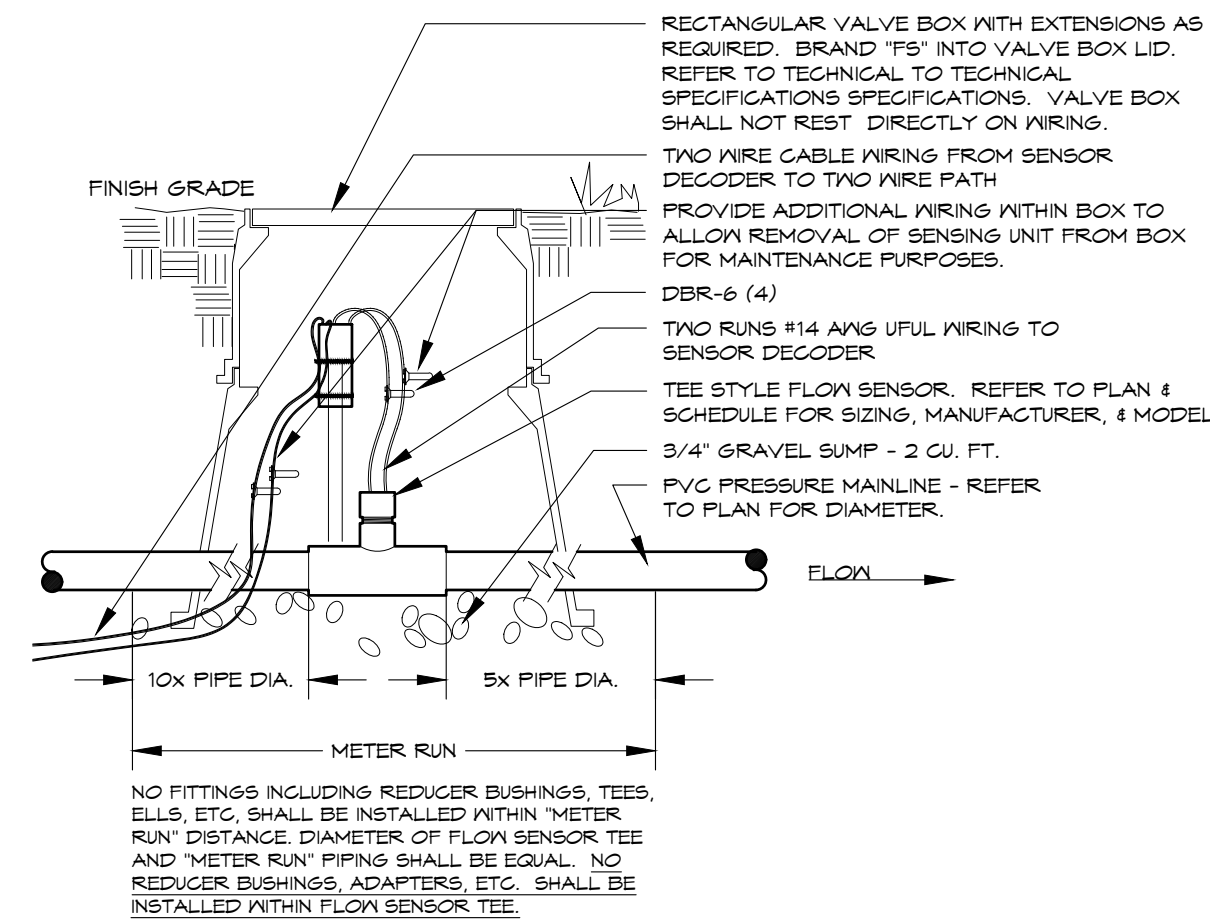 RECTANGULAR VALVE BOX WITH EXTENSIONS AS
REQUIRED. BRAND "FS" INTO VALVE BOX LID.
REFER TO TECHNICAL TO TECHNICAL
SPECIFICATIONS SPECIFICATIONS. VALVE BOX
SHALL NOT REST DIRECTLY ON WIRING.
TWO WIRE CABLE WIRING FROM SENSOR
DECODER TO TWO WIRE PATH
FINISH GRADE
PROVIDE ADDITIONAL WIRING WITHIN BOX TO
ALLOW REMOVAL OF SENSING UNIT FROM BOX
FOR MAINTENANCE PURPOSES.
DBR-6 (4)
TWO RUNS #14 AWG UFUL WIRING TO
SENSOR DECODER
TEE STYLE FLOW SENSOR. REFER TO PLAN &
SCHEDULE FOR SIZING, MANUFACTURER, & MODEL
3/4" GRAVEL SUMP - 2 CU. FT.
PVC PRESSURE MAINLINE - REFER
TO PLAN FOR DIAMETER.
FLOW
10x PIPE DIA.
5x PIPE DIA.
METER RUN
NO FITTINGS INCLUDING REDUCER BUSHINGS, TEES,
ELLS, ETC, SHALL BE INSTALLED WITHIN "METER
RUN" DISTANCE. DIAMETER OF FLOW SENSOR TEE
AND "METER RUN" PIPING SHALL BE EQUAL. NO
REDUCER BUSHINGS, ADAPTERS, ETC. SHALL BE
INSTALLED WITHIN FLOW SENSOR TEE.